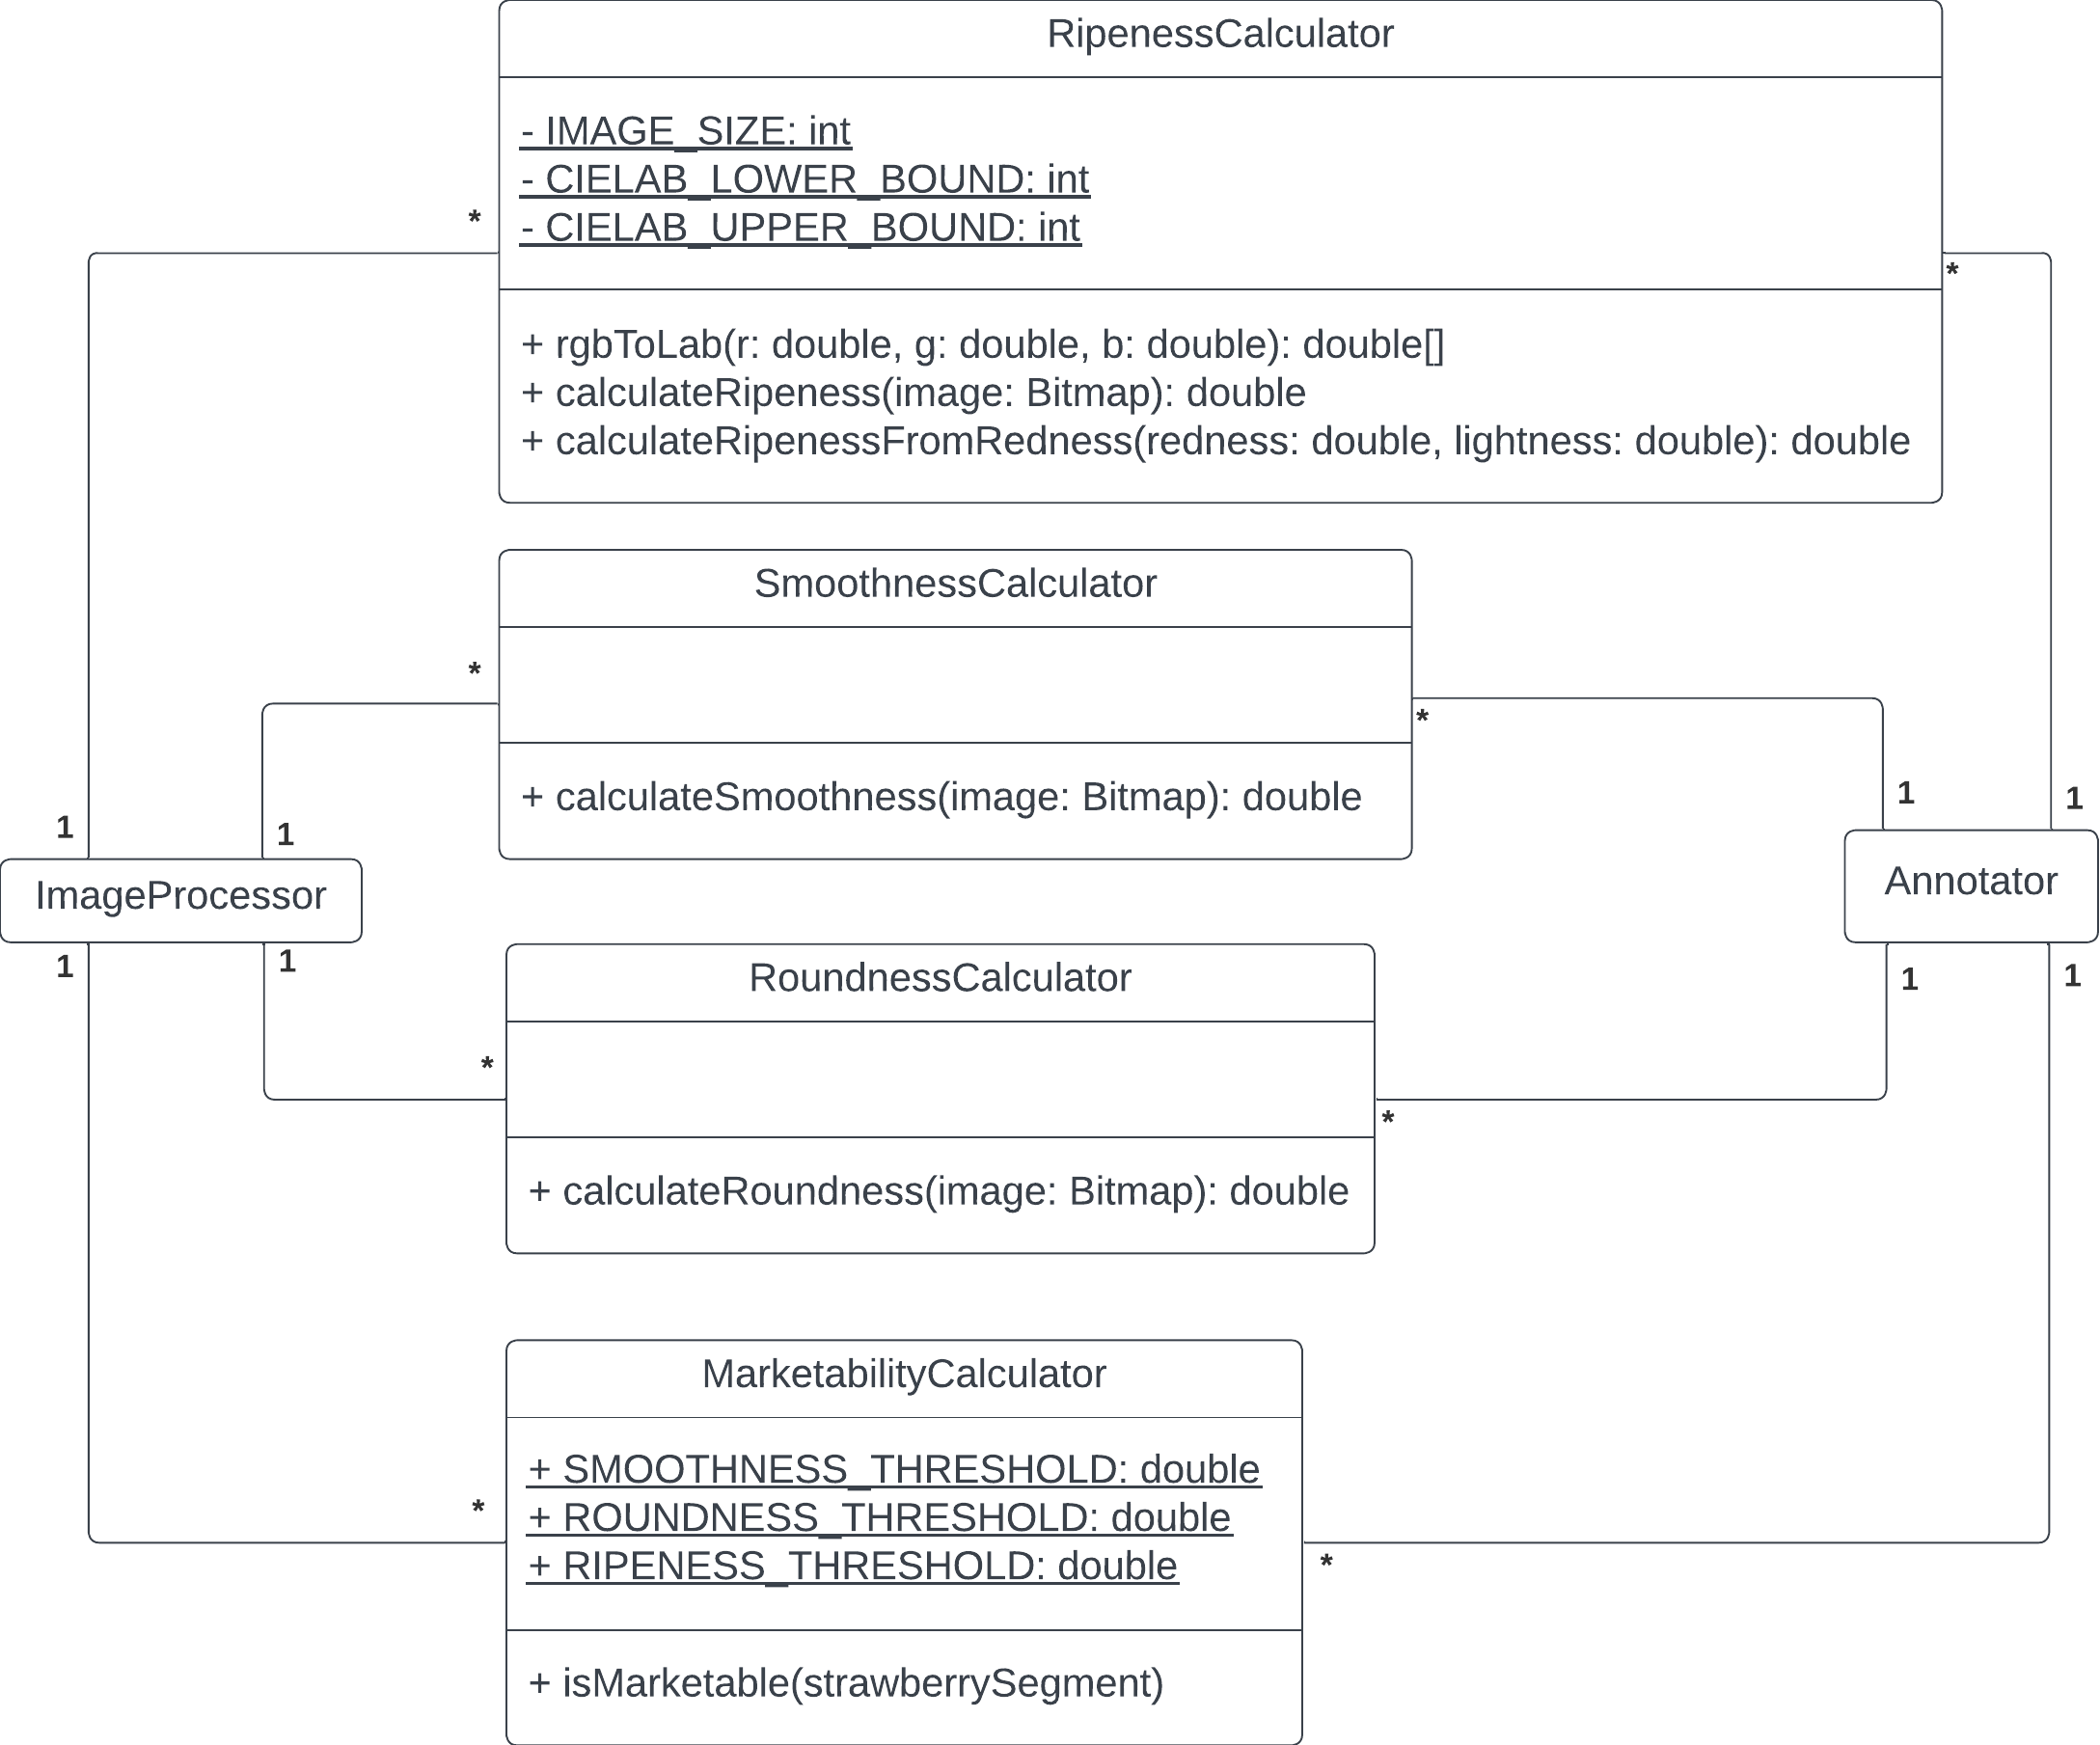 RipenessCalculator
- IMAGE_SIZE: int
- CIELAB_LOWER_BOUND: int
- CIELAB_UPPER_BOUND: int
*
*
+ rgbToLab(r: double, g: double, b: double): double[]
+ calculateRipeness(image: Bitmap): double
+ calculateRipenessFromRedness(redness: double, lightness: double): double
SmoothnessCalculator
*
*
+ calculateSmoothness(image: Bitmap): double
1
1
1
1
ImageProcessor
Annotator
1
1
1
1
RoundnessCalculator
*
*
+ calculateRoundness(image: Bitmap): double
MarketabilityCalculator
+ SMOOTHNESS_THRESHOLD: double
+ ROUNDNESS_THRESHOLD: double
+ RIPENESS_THRESHOLD: double
*
*
+ isMarketable(strawberrySegment)